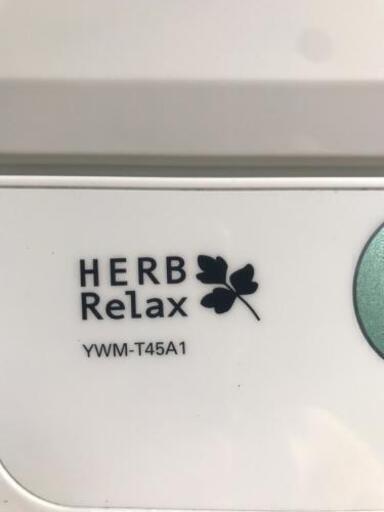 HERB
Relax
YWM-T45A1